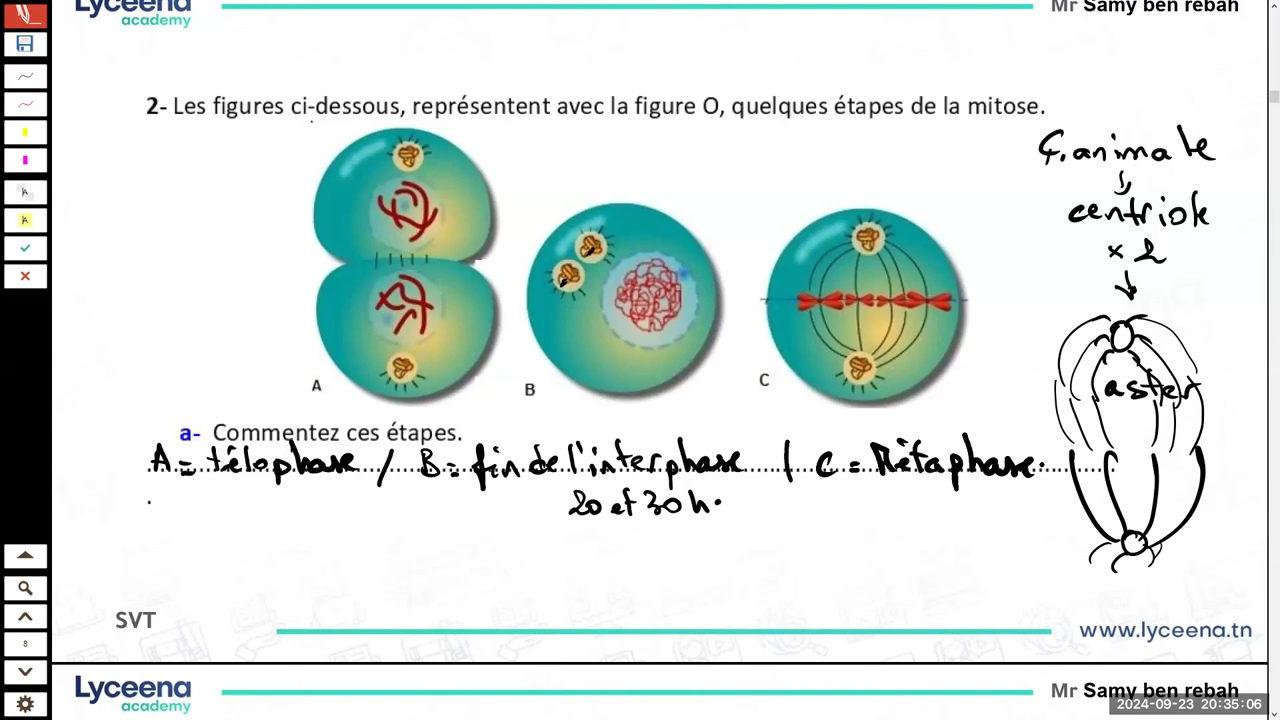 Lyceena
academy
Mr Samy ben rebah
2- Les figures ci-dessous, représentent avec la figure O, quelques étapes de la mitose.
A
B
C
animale
centriole
× 2
aster
a- Commentez ces étapes.
A = télophase / B = fin de l'interphase / C = Métaphase.
20 et 30 h.
SVT
www.lyceena.tn
8
Lyceena
academy
Mr Samy ben rebah
2024-09-23 20:35:06